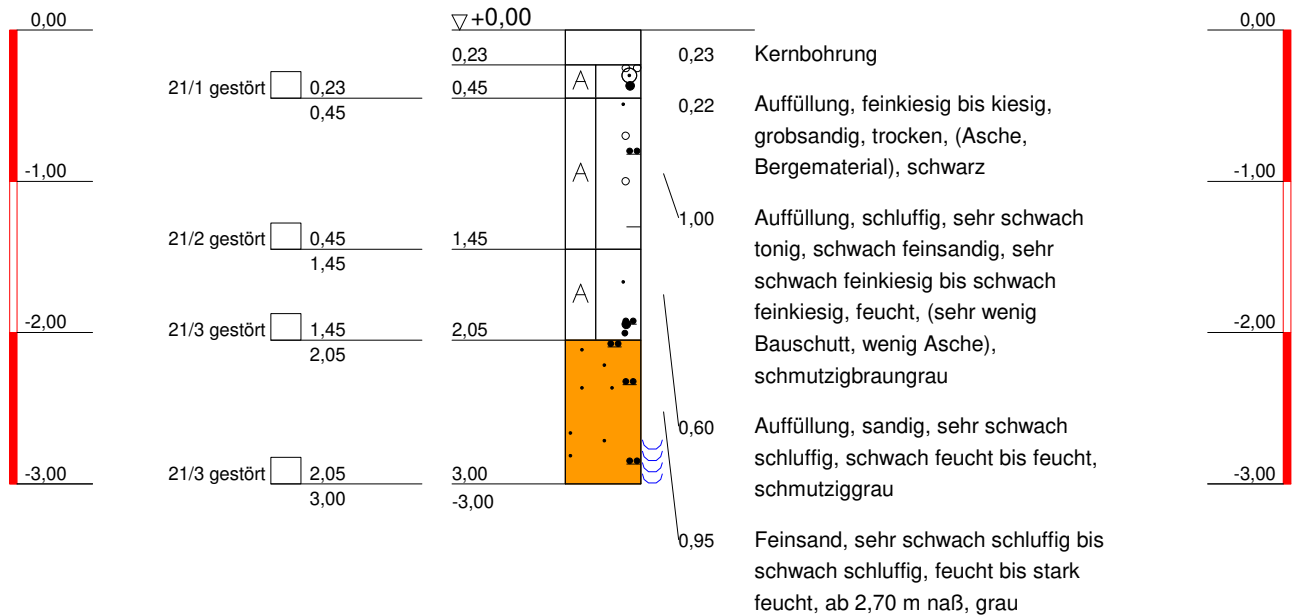 0,00
▽ +0,00
0,00
0,23
0,23
Kernbohrung
21/1 gestört
0,23
0,45
A
0,45
0,22
Auffüllung, feinkiesig bis kiesig,
grobsandig, trocken, (Asche,
Bergematerial), schwarz
-1,00
A
-1,00
1,00
Auffüllung, schluffig, sehr schwach
tonig, schwach feinsandig, sehr
schwach feinkiesig bis schwach
feinkiesig, feucht, (sehr wenig
Bauschutt, wenig Asche),
schmutzigbraungrau
21/2 gestört
0,45
1,45
1,45
A
-2,00
21/3 gestört
1,45
2,05
2,05
-2,00
0,60
Auffüllung, sandig, sehr schwach
schluffig, schwach feucht bis feucht,
schmutziggrau
-3,00
21/3 gestört
2,05
3,00
3,00
-3,00
-3,00
0,95
Feinsand, sehr schwach schluffig bis
schwach schluffig, feucht bis stark
feucht, ab 2,70 m naß, grau